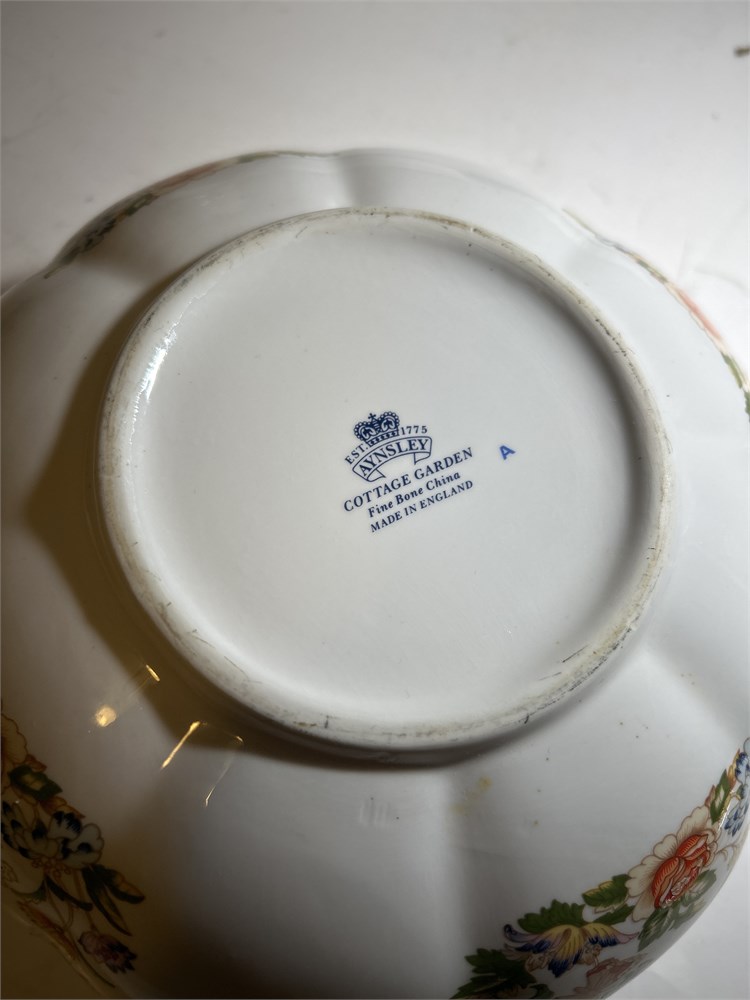 EST. 1775
AYNSLEY
COTTAGE GARDEN
Fine Bone China
MADE IN ENGLAND
A